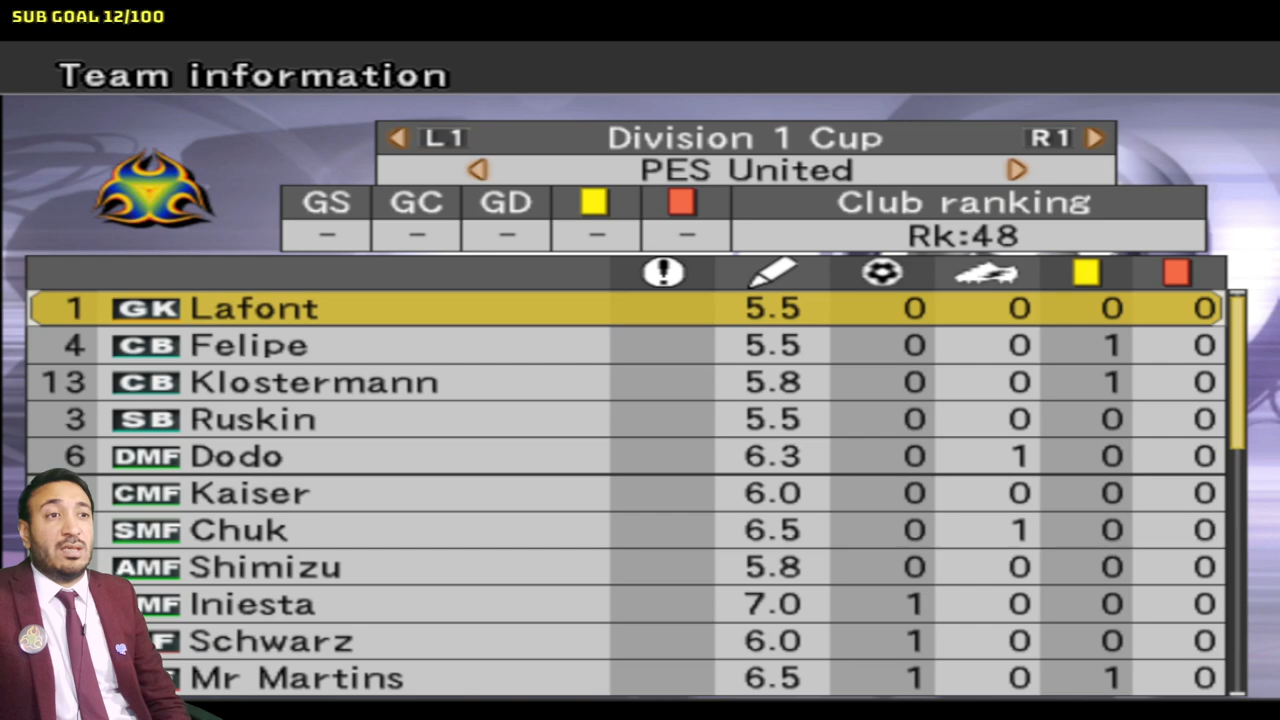 SUB GOAL 12/100
Team information
L1 Division 1 Cup R1
PES United
GS GC GD Club ranking
– – – – – Rk:48
1 GK Lafont 5.5 0 0 0 0
4 CB Felipe 5.5 0 0 1 0
13 CB Klostermann 5.8 0 0 1 0
3 SB Ruskin 5.5 0 0 0 0
6 DMF Dodo 6.3 0 1 0 0
CMF Kaiser 6.0 0 0 0 0
SMF Chuk 6.5 0 1 0 0
AMF Shimizu 5.8 0 0 0 0
MF Iniesta 7.0 1 0 0 0
F Schwarz 6.0 1 0 0 0
Mr Martins 6.5 1 0 1 0